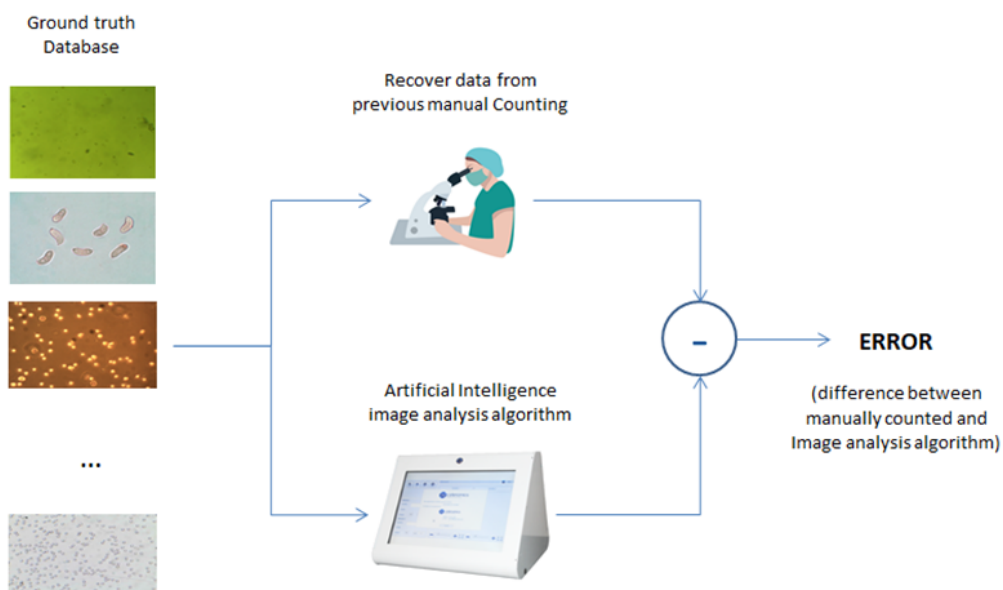 Ground truth
Database
Recover data from
previous manual Counting
Artificial Intelligence
image analysis algorithm
...
-
ERROR
(difference between
manually counted and
Image analysis algorithm)